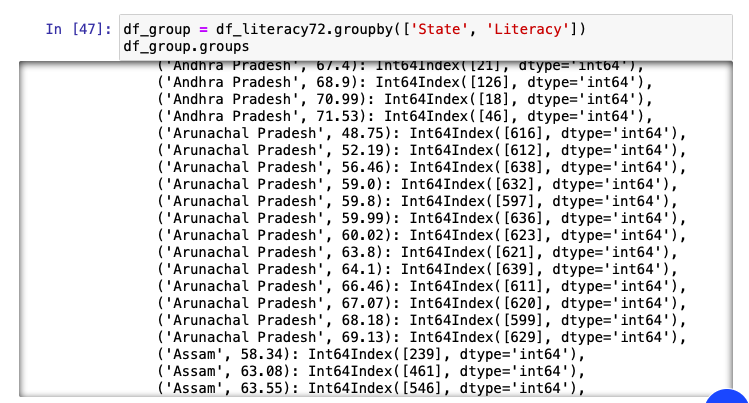 In [47]: df_group = df_literacy72.groupby(['State', 'Literacy'])
df_group.groups
('Andhra Pradesh', 67.4): Int64Index([21], dtype='int64'),
('Andhra Pradesh', 68.9): Int64Index([126], dtype='int64'),
('Andhra Pradesh', 70.99): Int64Index([18], dtype='int64'),
('Andhra Pradesh', 71.53): Int64Index([46], dtype='int64'),
('Arunachal Pradesh', 48.75): Int64Index([616], dtype='int64'),
('Arunachal Pradesh', 52.19): Int64Index([612], dtype='int64'),
('Arunachal Pradesh', 56.46): Int64Index([638], dtype='int64'),
('Arunachal Pradesh', 59.0): Int64Index([632], dtype='int64'),
('Arunachal Pradesh', 59.8): Int64Index([597], dtype='int64'),
('Arunachal Pradesh', 59.99): Int64Index([636], dtype='int64'),
('Arunachal Pradesh', 60.02): Int64Index([623], dtype='int64'),
('Arunachal Pradesh', 63.8): Int64Index([621], dtype='int64'),
('Arunachal Pradesh', 64.1): Int64Index([639], dtype='int64'),
('Arunachal Pradesh', 66.46): Int64Index([611], dtype='int64'),
('Arunachal Pradesh', 67.07): Int64Index([620], dtype='int64'),
('Arunachal Pradesh', 68.18): Int64Index([599], dtype='int64'),
('Arunachal Pradesh', 69.13): Int64Index([629], dtype='int64'),
('Assam', 58.34): Int64Index([239], dtype='int64'),
('Assam', 63.08): Int64Index([461], dtype='int64'),
('Assam', 63.55): Int64Index([546], dtype='int64'),